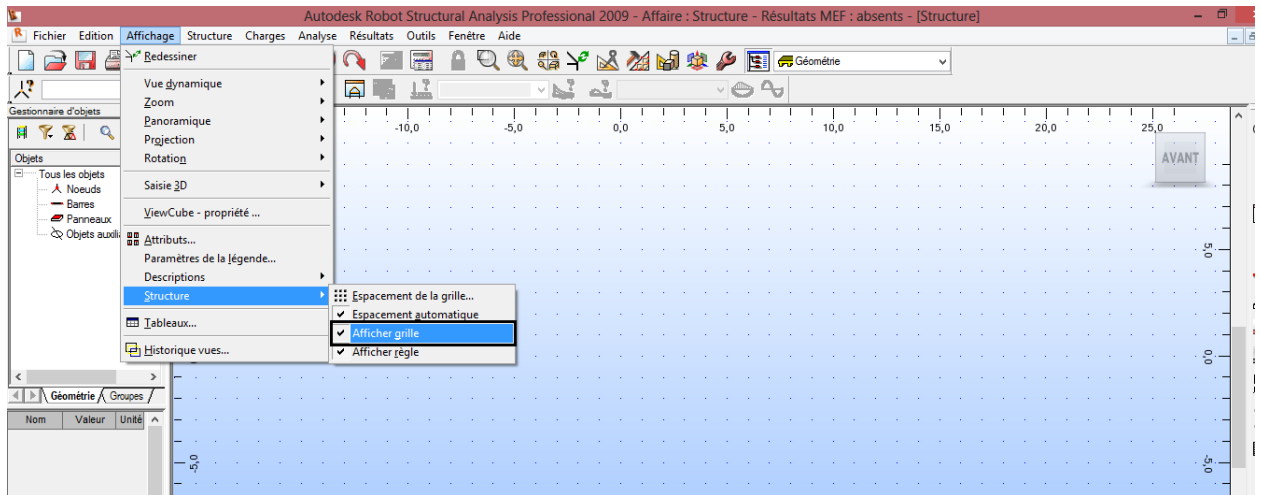 Autodesk Robot Structural Analysis Professional 2009 - Affaire : Structure - Résultats MEF : absents - [Structure]
Fichier Edition Affichage Structure Charges Analyse Résultats Outils Fenêtre Aide
Redessiner
Géométrie
Vue dynamique
Zoom
Gestionnaire d'objets
Panoramique
-10,0 -5,0 0,0 5,0 10,0 15,0 20,0 25,0
Projection
Objets
Rotation
AVANT
Tous les objets
Noeuds
Saisie 3D
Barres
Panneaux
ViewCube - propriété ...
Objets auxili
Attributs...
5,0
Paramètres de la légende...
Descriptions
Structure
Espacement de la grille...
Espacement automatique
Tableaux...
Afficher grille
Historique vues...
Afficher règle
0,0
Géométrie Groupes
Nom Valeur Unité
-5,0 -5,0